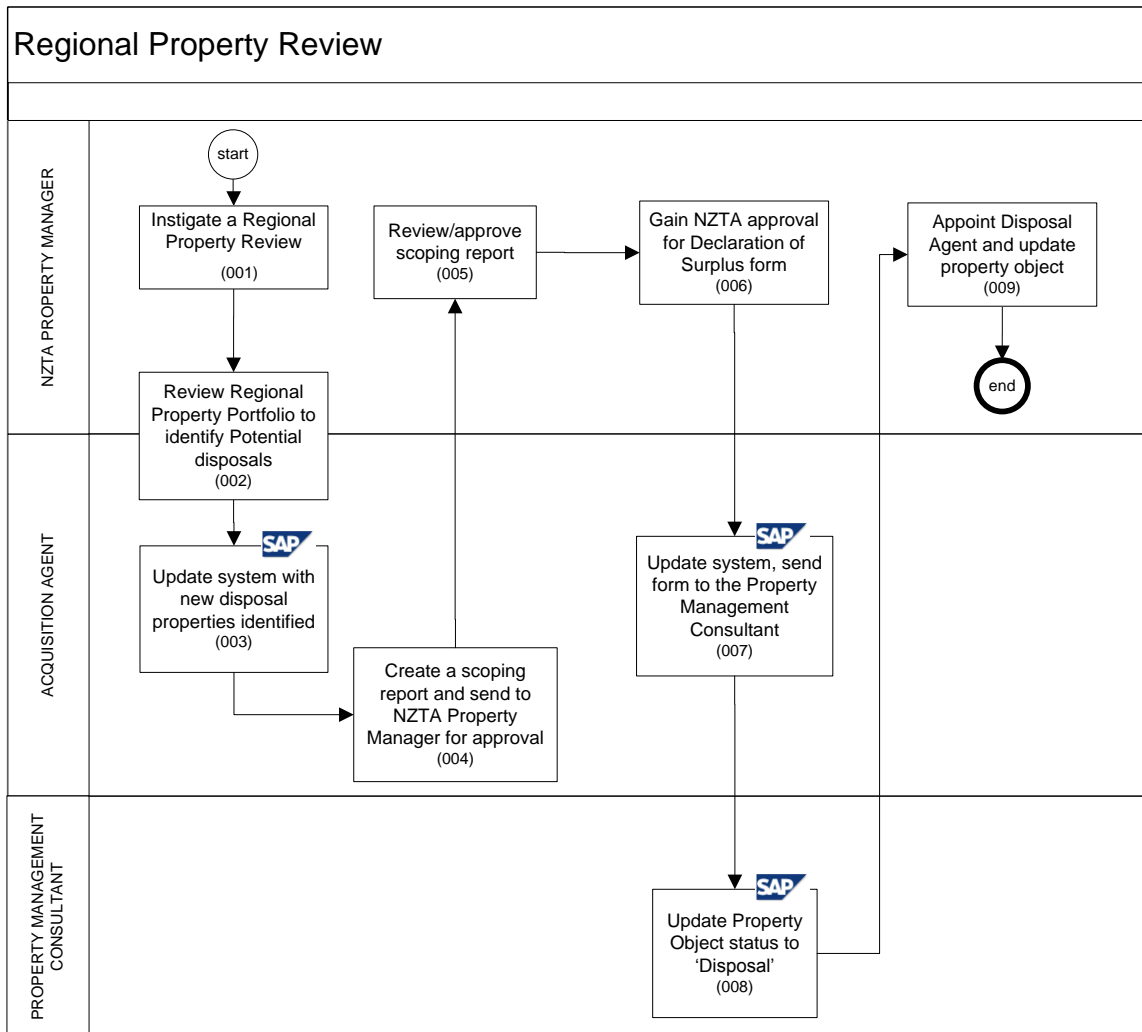 Regional Property Review
NZTA PROPERTY MANAGER
start
Instigate a Regional
Property Review
(001)
Review Regional
Property Portfolio to
identify Potential
disposals
(002)
Review/approve
scoping report
(005)
Gain NZTA approval
for Declaration of
Surplus form
(006)
Appoint Disposal
Agent and update
property object
(009)
end
ACQUISITION AGENT
SAP
Update system with
new disposal
properties identified
(003)
Create a scoping
report and send to
NZTA Property
Manager for approval
(004)
SAP
Update system, send
form to the Property
Management
Consultant
(007)
PROPERTY MANAGEMENT
CONSULTANT
SAP
Update Property
Object status to
‘Disposal’
(008)